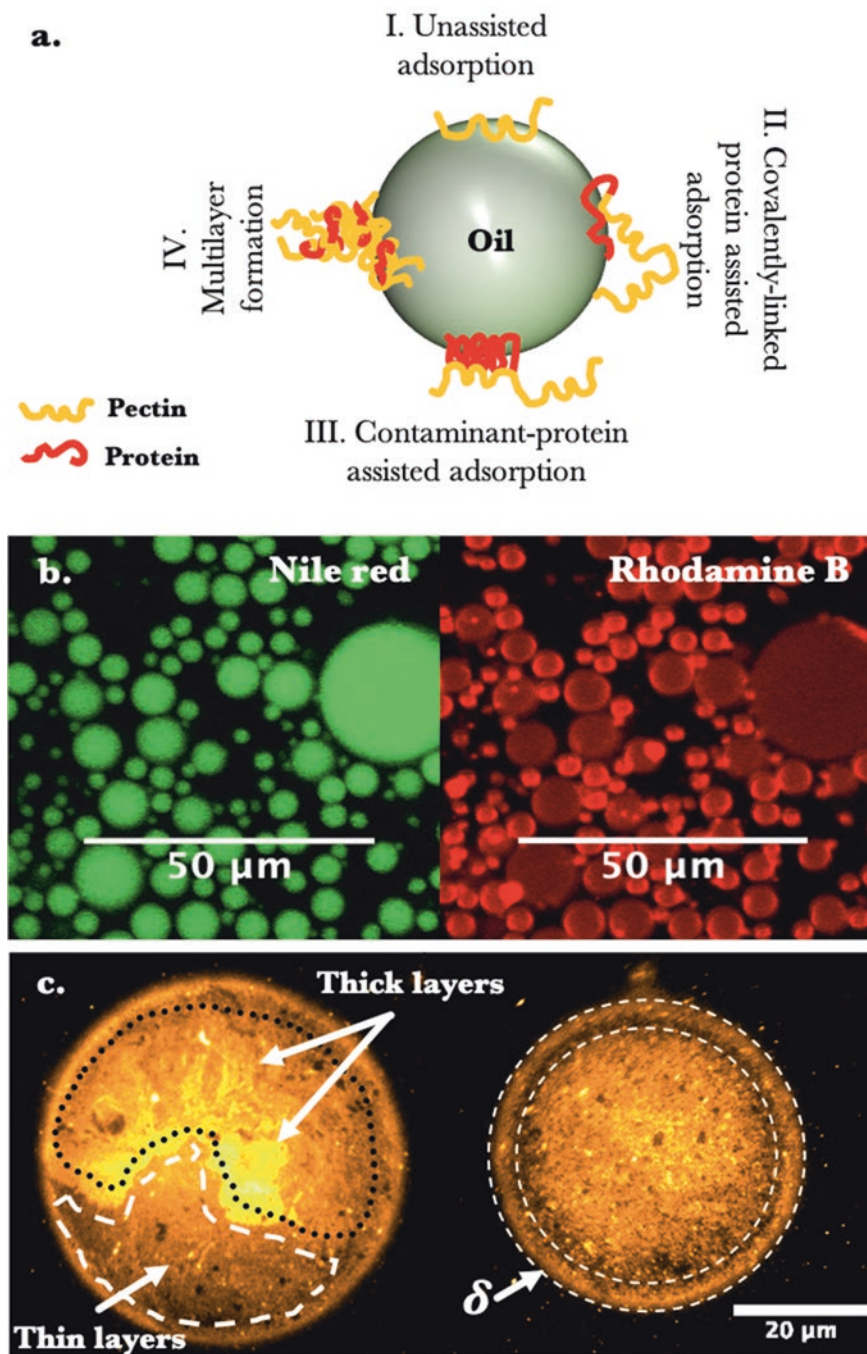 a.
I. Unassisted
adsorption
II. Covalently-linked
protein assisted
adsorption
IV.
Multilayer
formation
Oil
Pectin
Protein
III. Contaminant-protein
assisted adsorption
b.
Nile red
Rhodamine B
50 µm
50 µm
c.
Thick layers
Thin layers
δ
20 µm